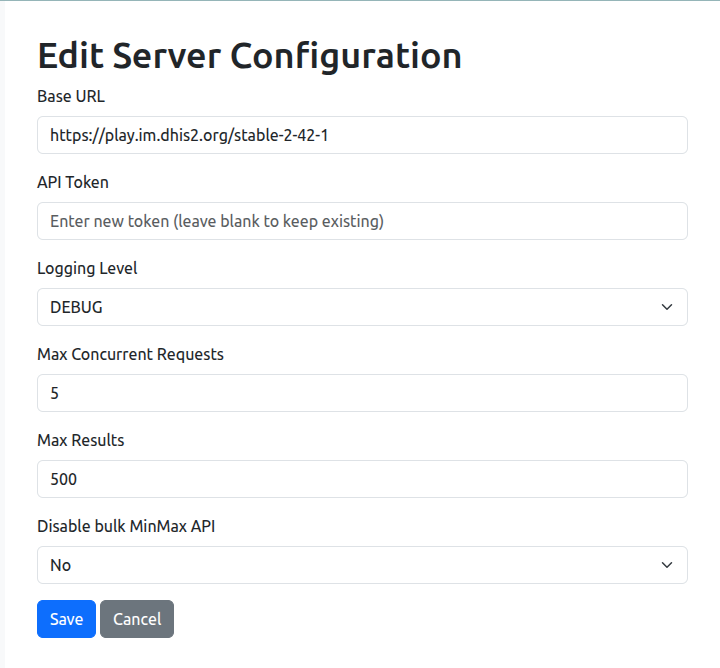 Edit Server Configuration
Base URL
https://play.im.dhis2.org/stable-2-42-1
API Token
Enter new token (leave blank to keep existing)
Logging Level
DEBUG
Max Concurrent Requests
5
Max Results
500
Disable bulk MinMax API
No
Save Cancel